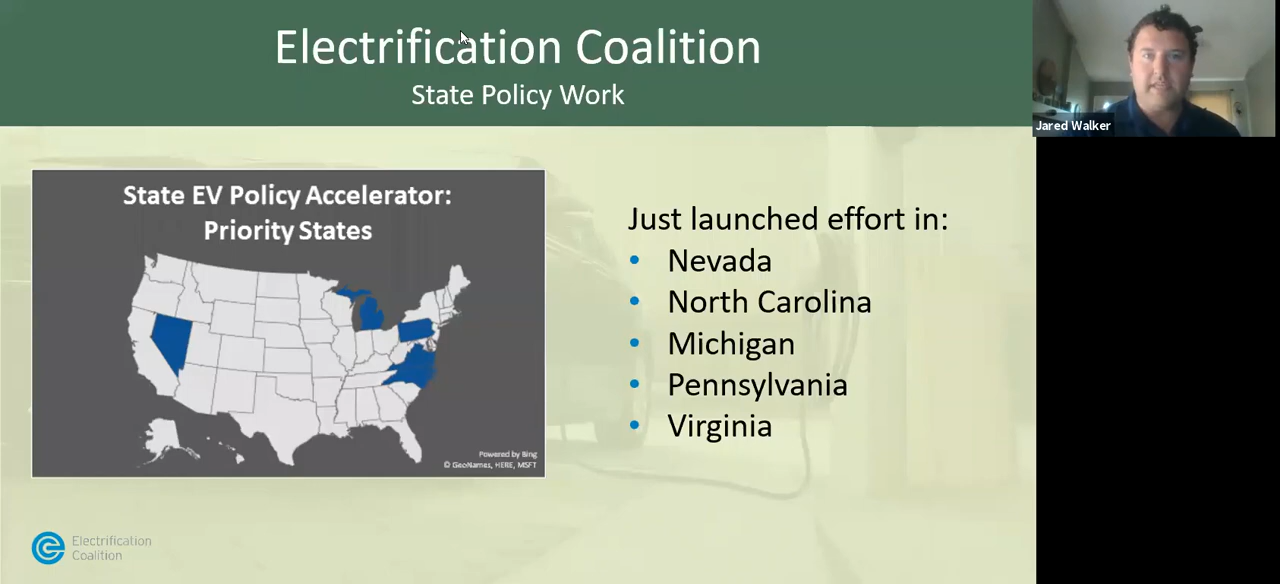 Electrification Coalition
State Policy Work
Jared Walker
State EV Policy Accelerator:
Priority States
Powered by Bing
© GeoNames, HERE, MSFT
Just launched effort in:
• Nevada
• North Carolina
• Michigan
• Pennsylvania
• Virginia
Electrification
Coalition